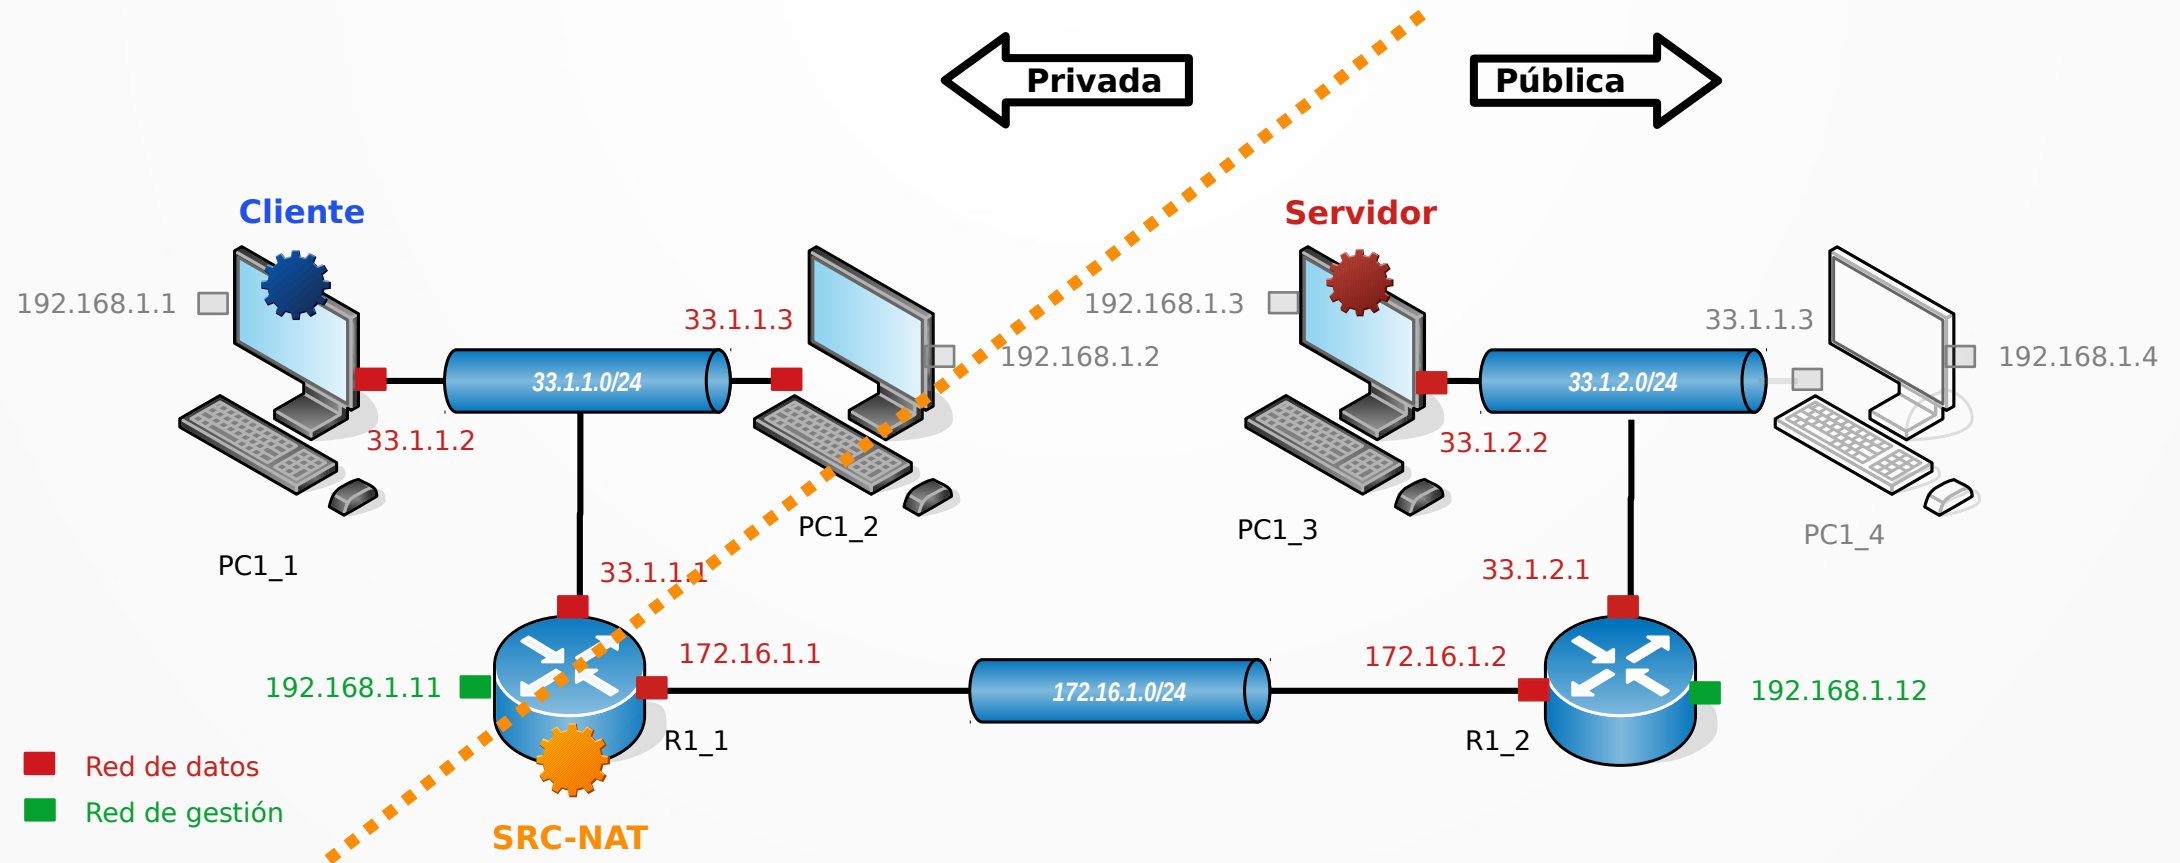 Privada
Pública
Cliente
Servidor
192.168.1.1
33.1.1.3
192.168.1.3
33.1.1.3
192.168.1.2
192.168.1.4
33.1.1.0/24
33.1.2.0/24
33.1.1.2
33.1.2.2
PC1_1
PC1_2
PC1_3
PC1_4
33.1.1.1
33.1.2.1
172.16.1.1
172.16.1.2
192.168.1.11
172.16.1.0/24
192.168.1.12
R1_1
R1_2
Red de datos
Red de gestión
SRC-NAT